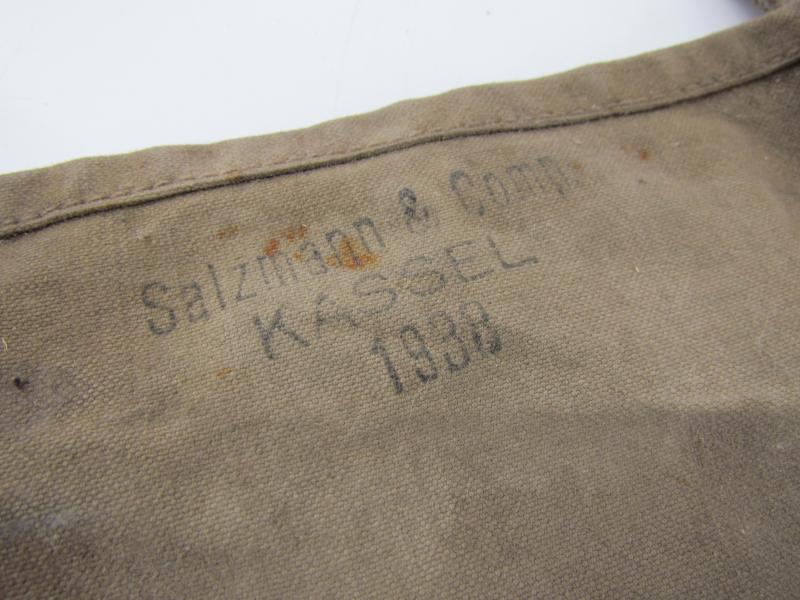 Salzmann & Comp.
KASSEL
1938